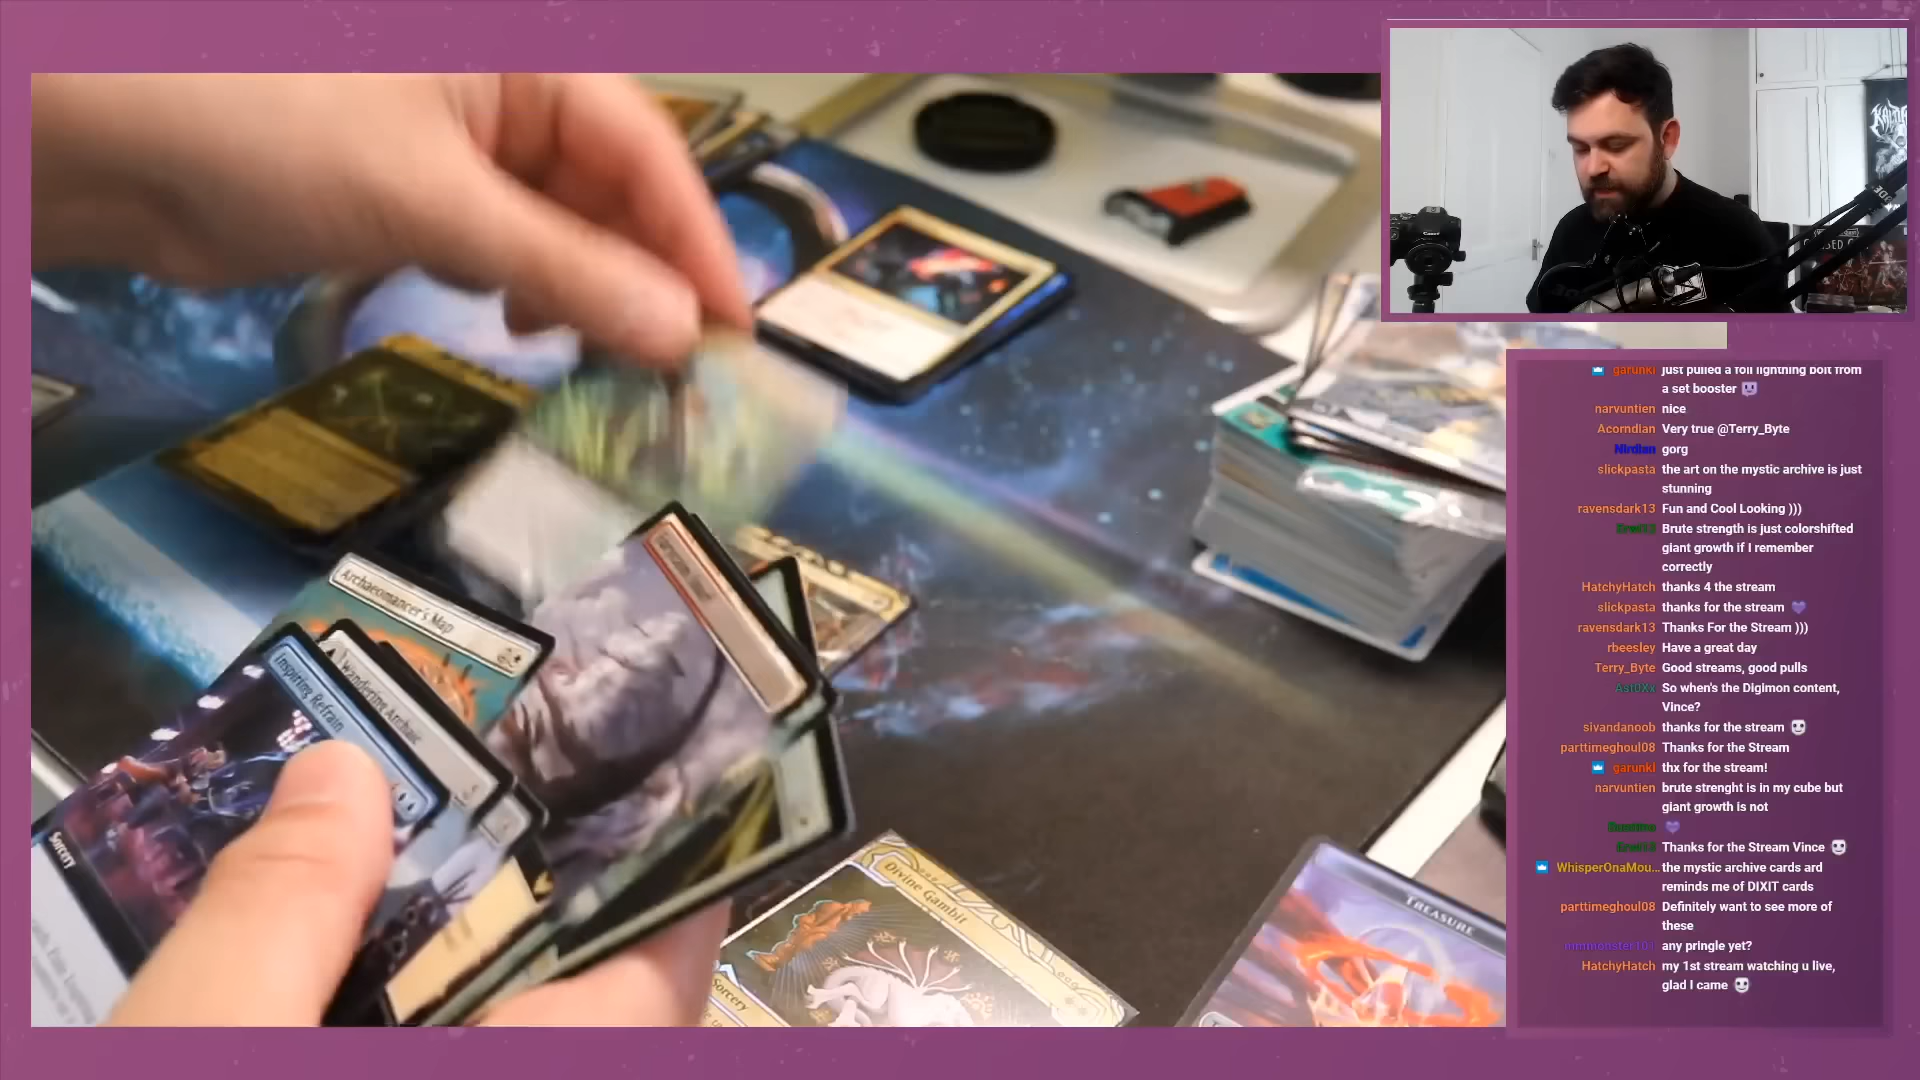 Archaeomancer's Map
Inspiring Refrain
Wandering Archaic
Sorcery
Divine Gambit
Sorcery
TREASURE
garunkl just pulled a foil lightning bolt from
a set booster
narvuntien nice
Acorndian Very true @Terry_Byte
Nirdian gorg
slickpasta the art on the mystic archive is just
stunning
ravensdark13 Fun and Cool Looking )))
Brute strength is just colorshifted
giant growth if I remember
correctly
HatchyHatch thanks 4 the stream
slickpasta thanks for the stream
ravensdark13 Thanks For the Stream )))
rbeesley Have a great day
Terry_Byte Good streams, good pulls
So when's the Digimon content,
Vince?
sivandanoob thanks for the stream
parttimeghoul08 Thanks for the Stream
garunkl thx for the stream!
narvuntien brute strenght is in my cube but
giant growth is not
Thanks for the Stream Vince
WhisperOnaMou... the mystic archive cards ard
reminds me of DIXIT cards
parttimeghoul08 Definitely want to see more of
these
any pringle yet?
HatchyHatch my 1st stream watching u live,
glad I came